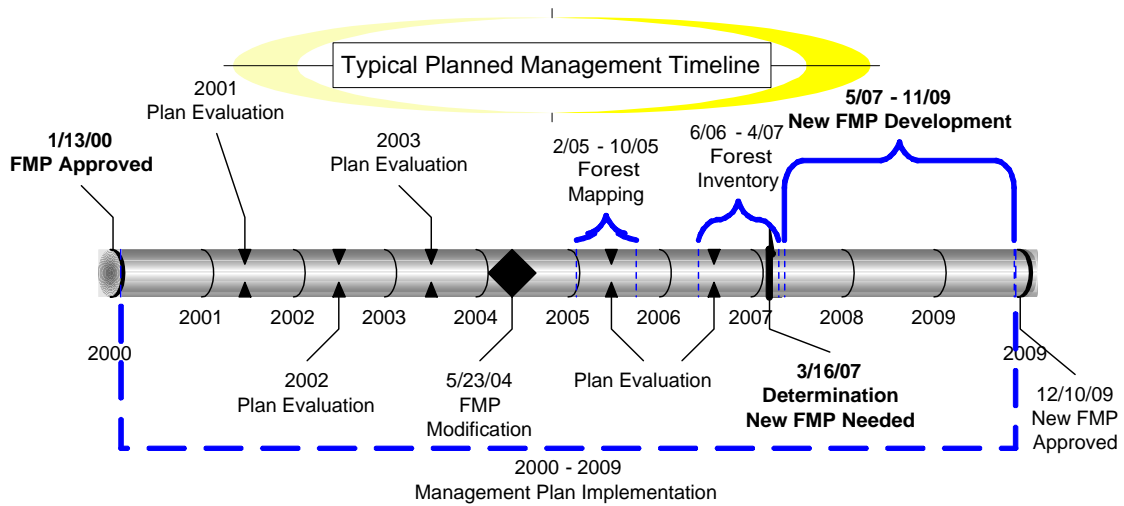 Typical Planned Management Timeline
2001
Plan Evaluation
1/13/00
FMP Approved
2003
Plan Evaluation
2/05 - 10/05
Forest
Mapping
6/06 - 4/07
Forest
Inventory
5/07 - 11/09
New FMP Development
2001
2002
2003
2004
2005
2006
2007
2008
2009
2000
2009
2002
Plan Evaluation
5/23/04
FMP
Modification
Plan Evaluation
3/16/07
Determination
New FMP Needed
12/10/09
New FMP
Approved
2000 - 2009
Management Plan Implementation